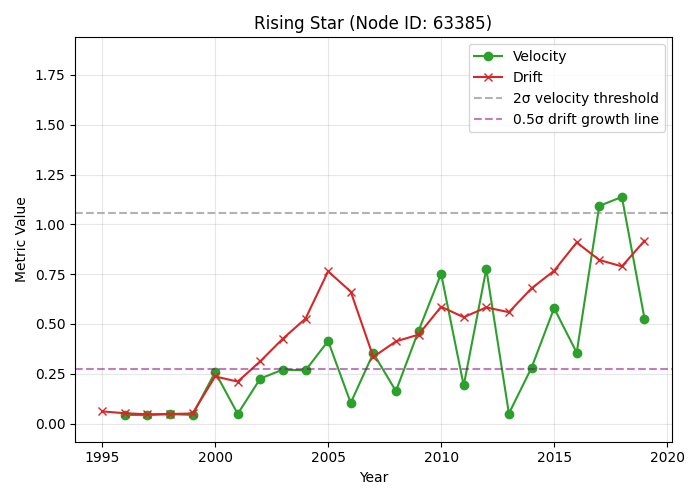 Rising Star (Node ID: 63385)
Velocity
Drift
2σ velocity threshold
0.5σ drift growth line
Metric Value
1.75
1.50
1.25
1.00
0.75
0.50
0.25
0.00
1995
2000
2005
2010
2015
2020
Year